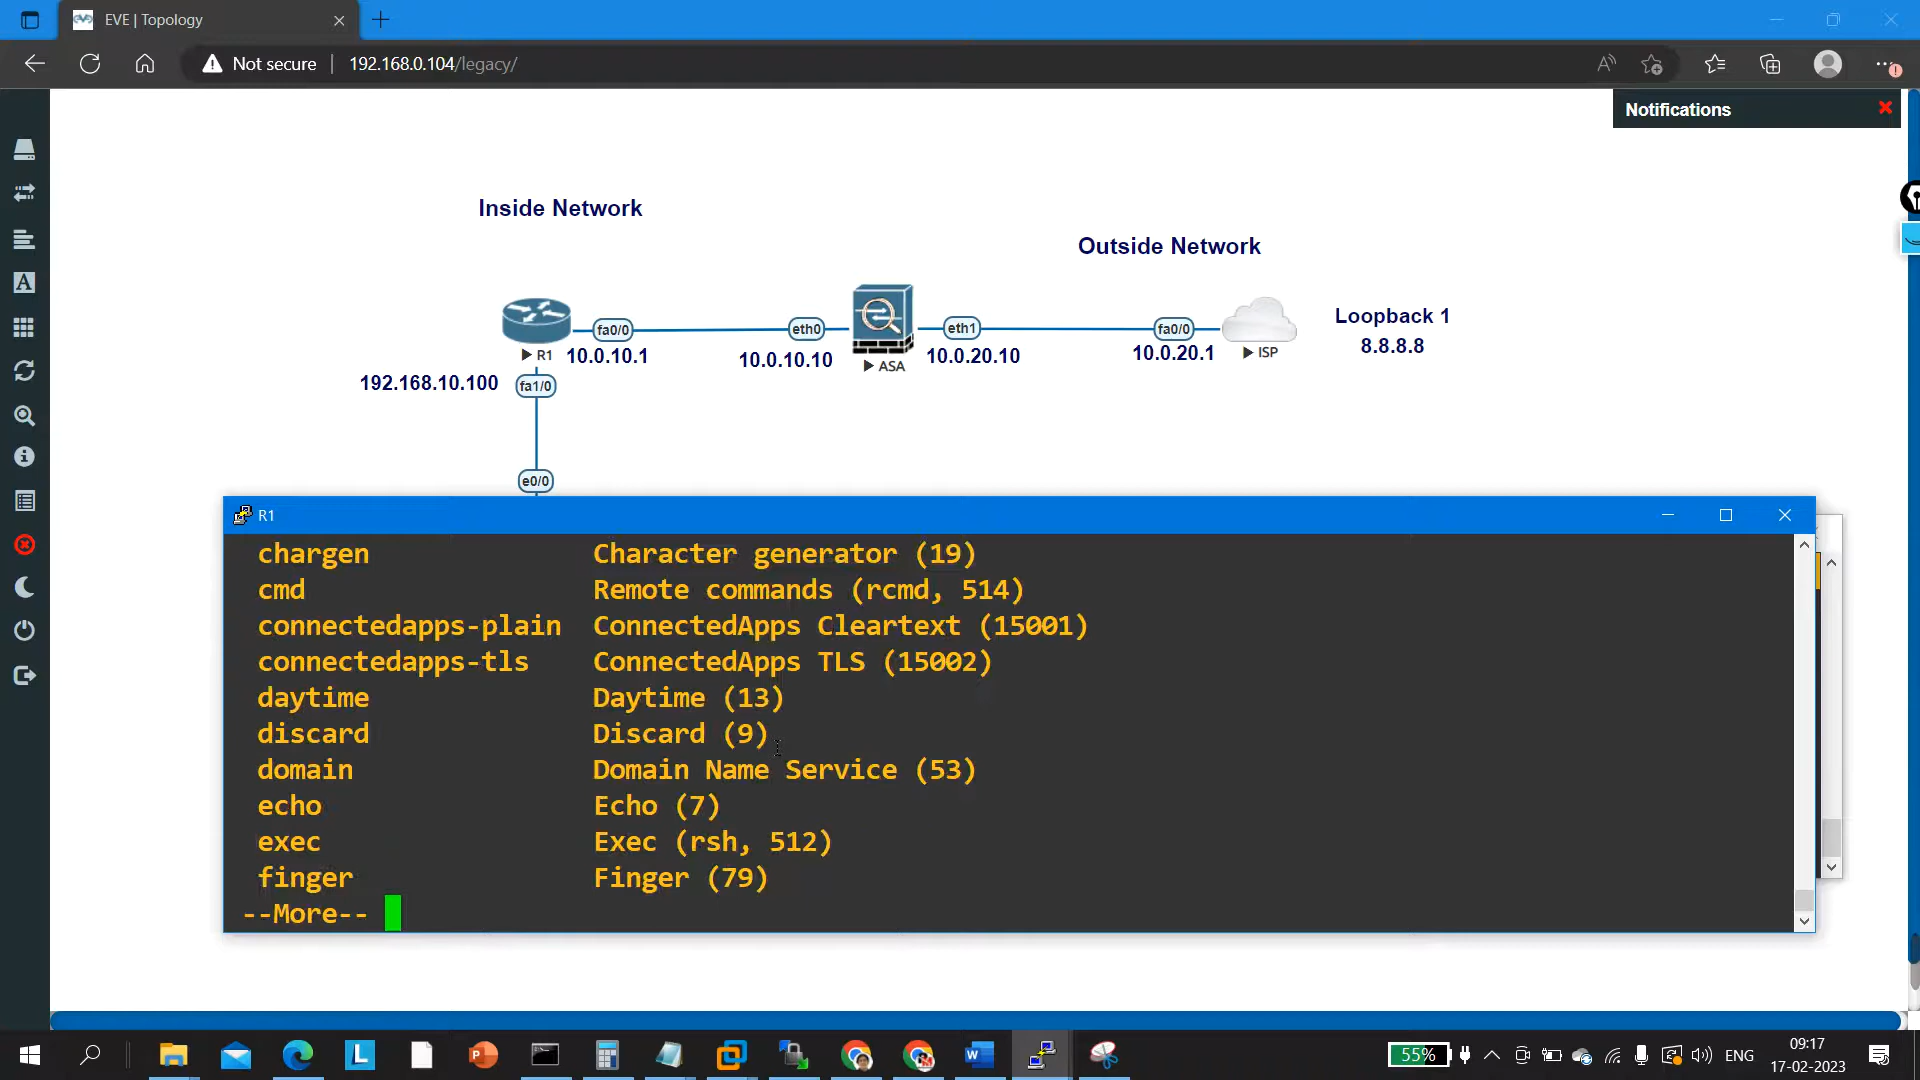 EVE | Topology
Not secure
192.168.0.104/legacy/
Notifications
Inside Network
Outside Network
fa0/0
eth0
eth1
fa0/0
Loopback 1
8.8.8.8
R1
10.0.10.1
10.0.10.10
ASA
10.0.20.10
10.0.20.1
ISP
192.168.10.100
fa1/0
e0/0
R1
chargen Character generator (19)
cmd Remote commands (rcmd, 514)
connectedapps-plain ConnectedApps Cleartext (15001)
connectedapps-tls ConnectedApps TLS (15002)
daytime Daytime (13)
discard Discard (9)
domain Domain Name Service (53)
echo Echo (7)
exec Exec (rsh, 512)
finger Finger (79)
--More--
55%
ENG
09:17
17-02-2023